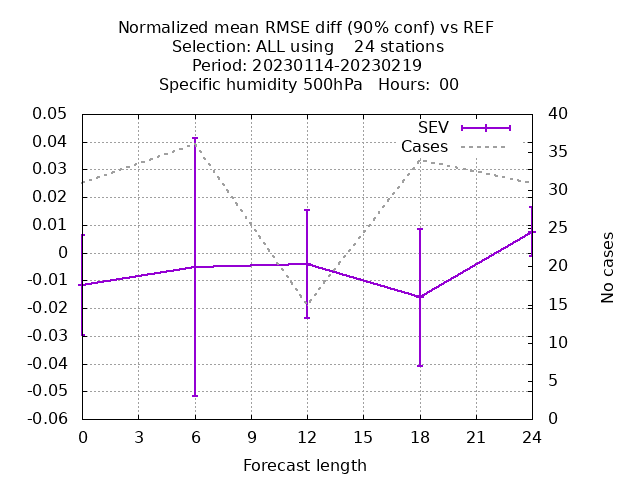 Normalized mean RMSE diff (90% conf) vs REF
Selection: ALL using    24 stations
Period: 20230114-20230219
Specific humidity 500hPa   Hours:  00
SEV
Cases
0.05
0.04
0.03
0.02
0.01
0
-0.01
-0.02
-0.03
-0.04
-0.05
-0.06
40
35
30
25
20
15
10
5
0
No cases
0 3 6 9 12 15 18 21 24
Forecast length